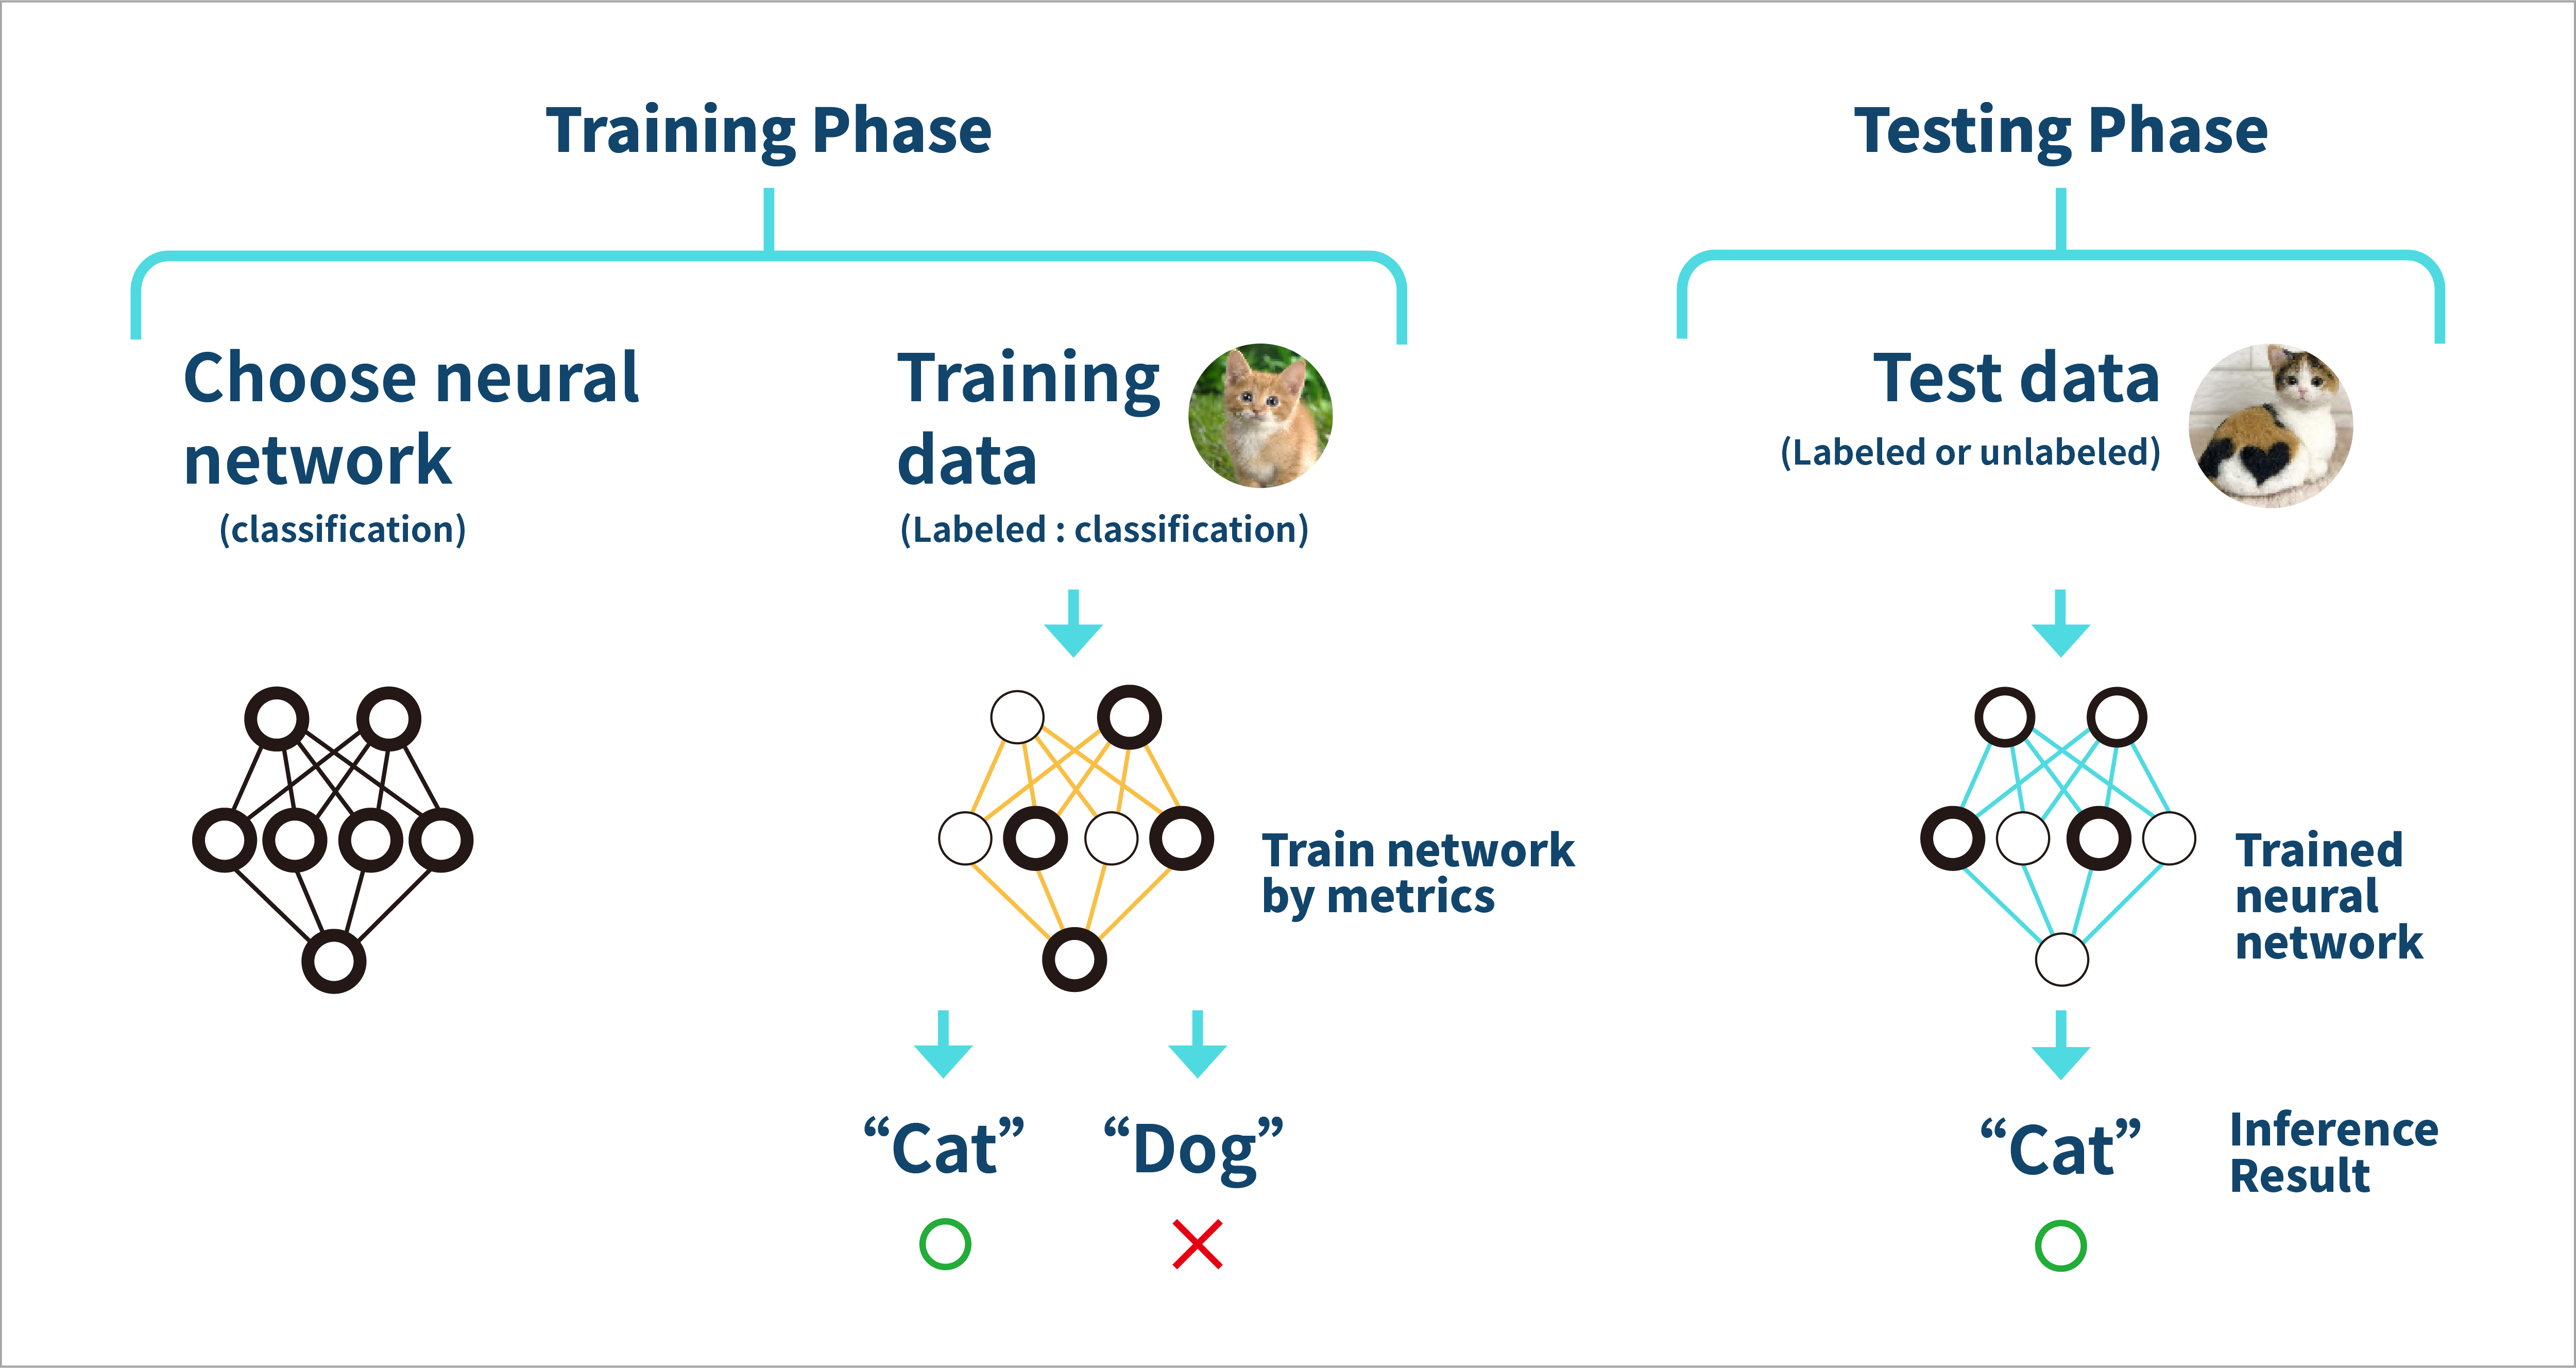 Training Phase
Choose neural
network
(classification)
Training
data
(Labeled : classification)
Train network
by metrics
“Cat”
“Dog”
Testing Phase
Test data
(Labeled or unlabeled)
Trained
neural
network
“Cat”
Inference
Result